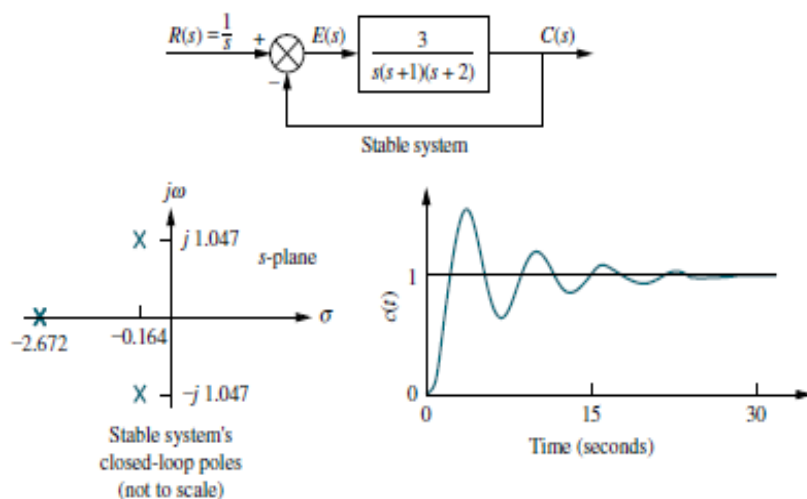 R(s) = 1/s
+
E(s)
3
s(s+1)(s + 2)
C(s)
−
Stable system
jω
j 1.047
s-plane
σ
−2.672
−0.164
−j 1.047
Stable system's
closed-loop poles
(not to scale)
c(t)
1
0
0
15
30
Time (seconds)